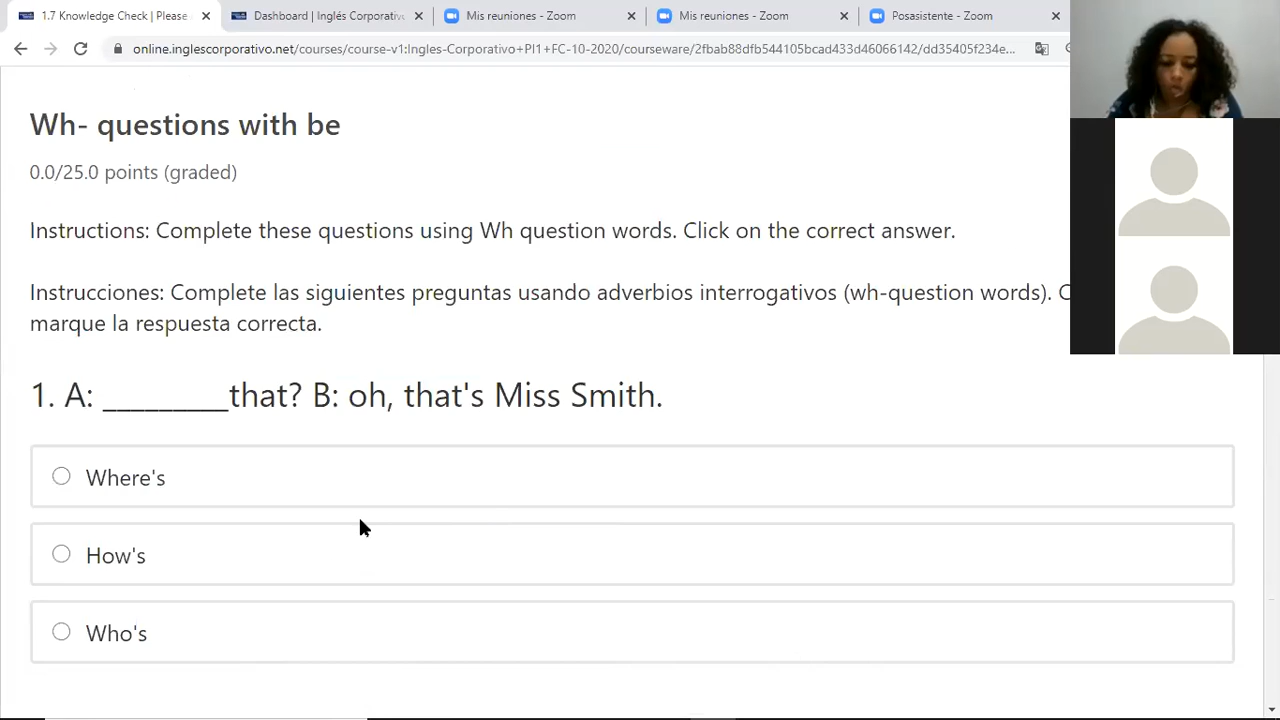 1.7 Knowledge Check | Please
Dashboard | Inglés Corporativ
Mis reuniones - Zoom
Mis reuniones - Zoom
Posasistente - Zoom
online.inglescorporativo.net/courses/course-v1:Ingles-Corporativo+PI1+FC-10-2020/courseware/2fbab88dfb544105bcad433d46066142/dd35405f234e...
Wh- questions with be
0.0/25.0 points (graded)
Instructions: Complete these questions using Wh question words. Click on the correct answer.
Instrucciones: Complete las siguientes preguntas usando adverbios interrogativos (wh-question words). C
marque la respuesta correcta.
1. A: _________that? B: oh, that's Miss Smith.
Where's
How's
Who's